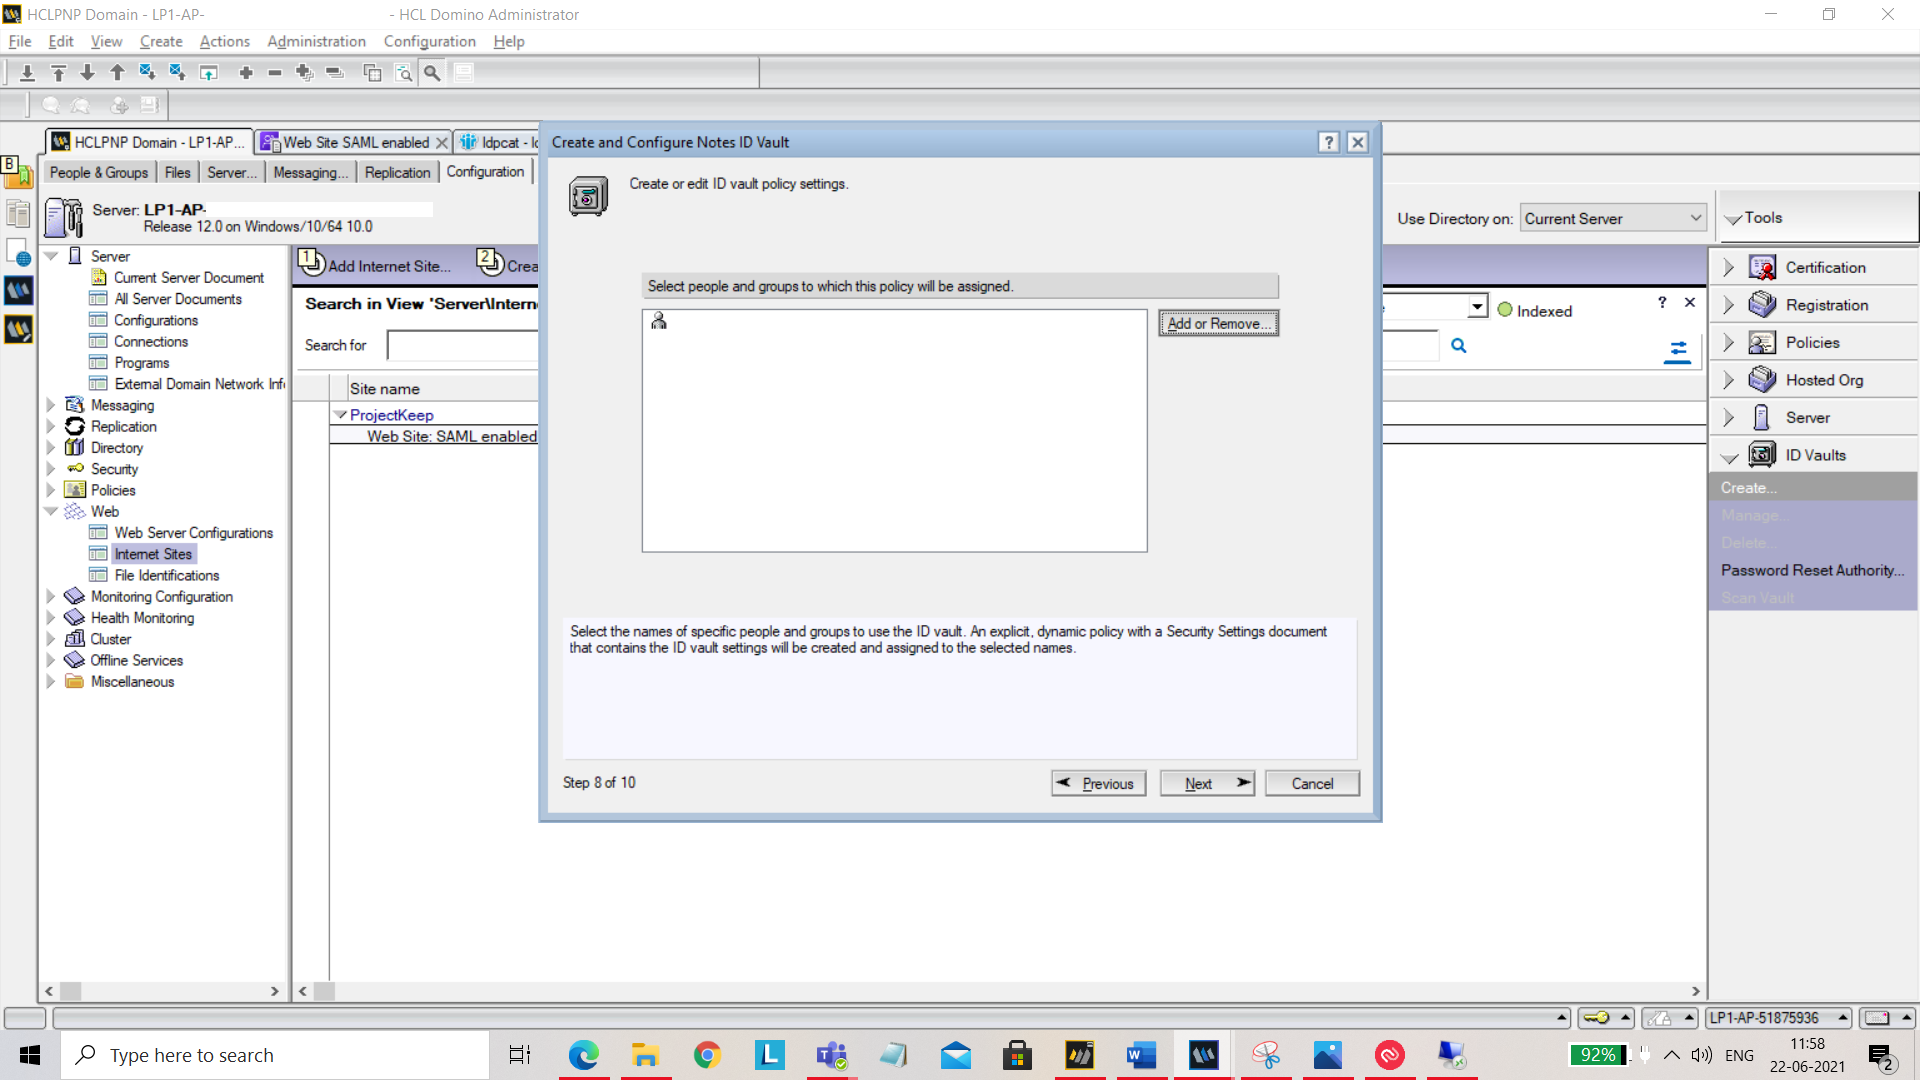 HCLPNP Domain - LP1-AP- - HCL Domino Administrator
File Edit View Create Actions Administration Configuration Help
HCLPNP Domain - LP1-AP... Web Site SAML enabled Idpcat - Ic
B
People & Groups Files Server... Messaging... Replication Configuration
Server: LP1-AP-
Release 12.0 on Windows/10/64 10.0
Use Directory on: Current Server
Tools
Server
Current Server Document
All Server Documents
Configurations
Connections
Programs
External Domain Network Inf
Messaging
Replication
Directory
Security
Policies
Web
Web Server Configurations
Internet Sites
File Identifications
Monitoring Configuration
Health Monitoring
Cluster
Offline Services
Miscellaneous
1 Add Internet Site... 2 Crea
Search in View 'Server\Intern
Search for
Indexed
?
Site name
ProjectKeep
Web Site: SAML enabled
Create and Configure Notes ID Vault
?
Create or edit ID vault policy settings.
Select people and groups to which this policy will be assigned.
Add or Remove...
Select the names of specific people and groups to use the ID vault. An explicit, dynamic policy with a Security Settings document
that contains the ID vault settings will be created and assigned to the selected names.
Step 8 of 10
Previous Next Cancel
Certification
Registration
Policies
Hosted Org
Server
ID Vaults
Create...
Manage...
Delete...
Password Reset Authority...
Scan Vault
LP1-AP-51875936
Type here to search
L
W
92%
ENG
11:58
22-06-2021
2